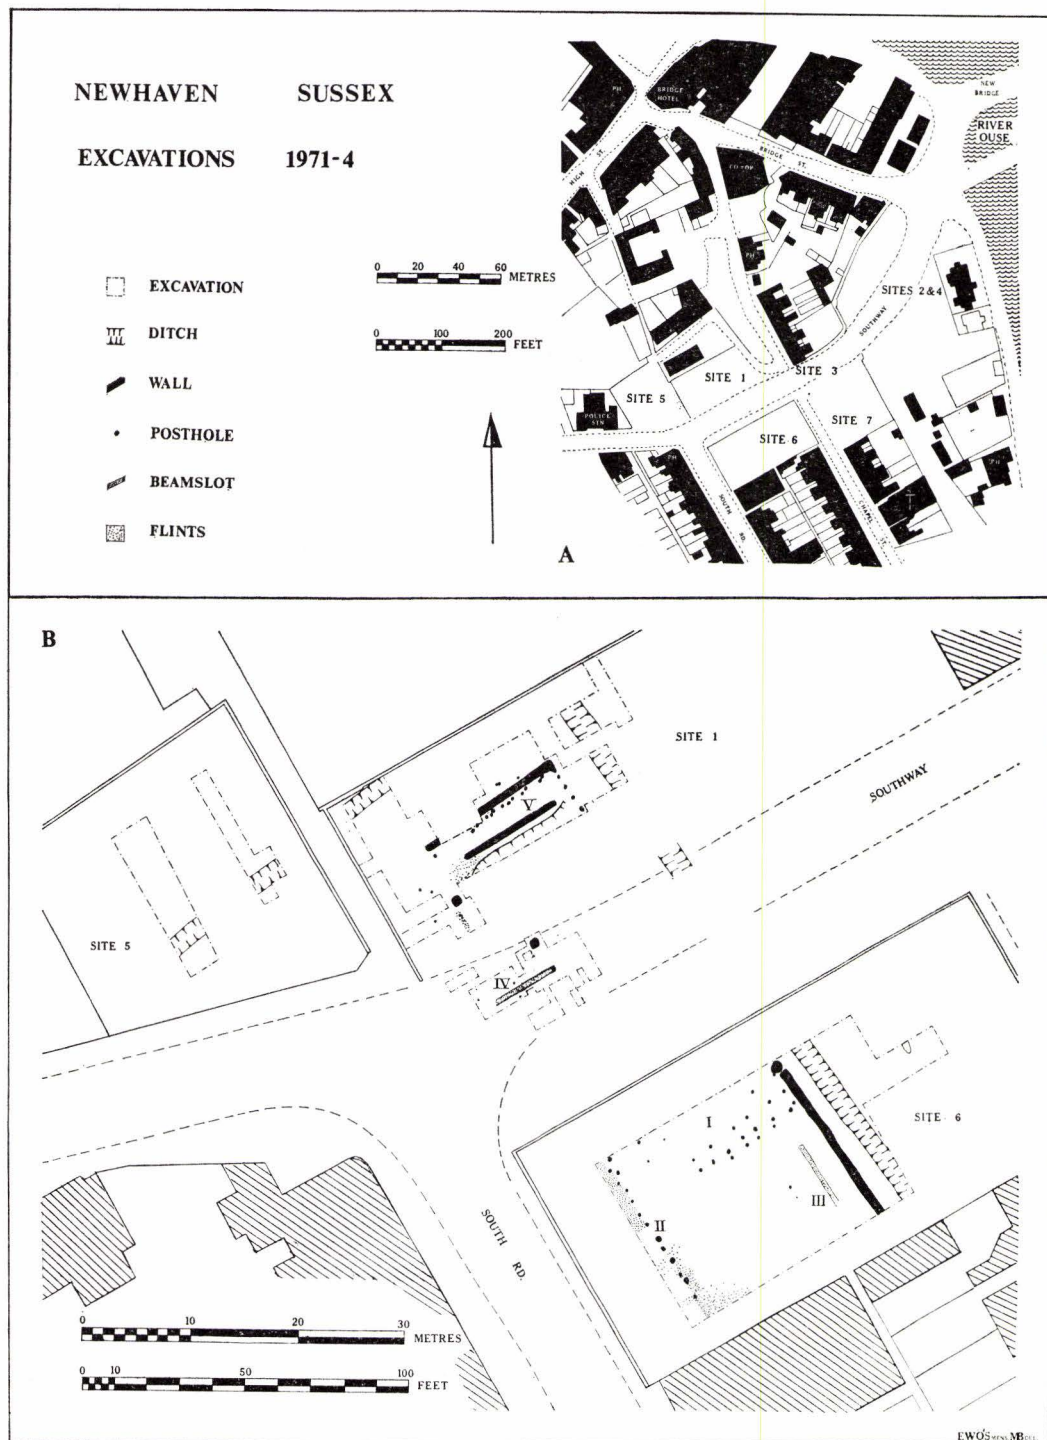 NEWHAVEN SUSSEX
EXCAVATIONS 1971-4
EXCAVATION
DITCH
WALL
POSTHOLE
BEAMSLOT
FLINTS
0 20 40 60 METRES
0 100 200 FEET
A
PH
BRIDGE HOTEL
HIGH ST.
BRIDGE ST.
CO-OP
PH
NEW BRIDGE
RIVER OUSE
SITES 2&4
SOUTHWAY
SITE 1
SITE 3
SITE 5
POLICE STN
SITE 6
SITE 7
PH
SOUTH RD.
CHAPEL ST.
PH
B
SITE 1
SOUTHWAY
V
SITE 5
IV
I
SITE 6
II
III
SOUTH RD.
0 10 20 30 METRES
0 10 50 100 FEET